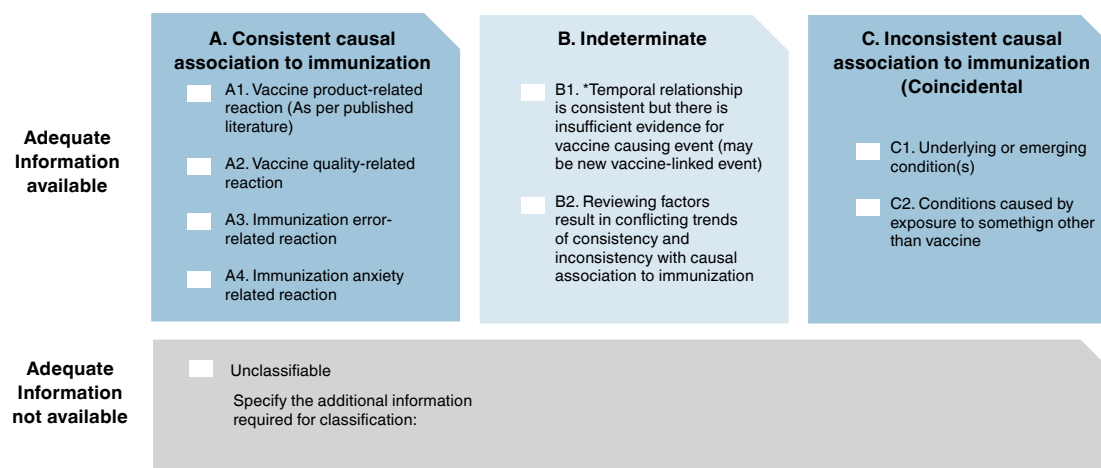 A. Consistent causal
association to immunization
A1. Vaccine product-related
reaction (As per published
literature)
A2. Vaccine quality-related
reaction
A3. Immunization error-
related reaction
A4. Immunization anxiety
related reaction
B. Indeterminate
B1. *Temporal relationship
is consistent but there is
insufficient evidence for
vaccine causing event (may
be new vaccine-linked event)
B2. Reviewing factors
result in conflicting trends
of consistency and
inconsistency with causal
association to immunization
C. Inconsistent causal
association to immunization
(Coincidental
C1. Underlying or emerging
condition(s)
C2. Conditions caused by
exposure to somethign other
than vaccine
Adequate
Information
available
Adequate
Information
not available
Unclassifiable
Specify the additional information
required for classification: